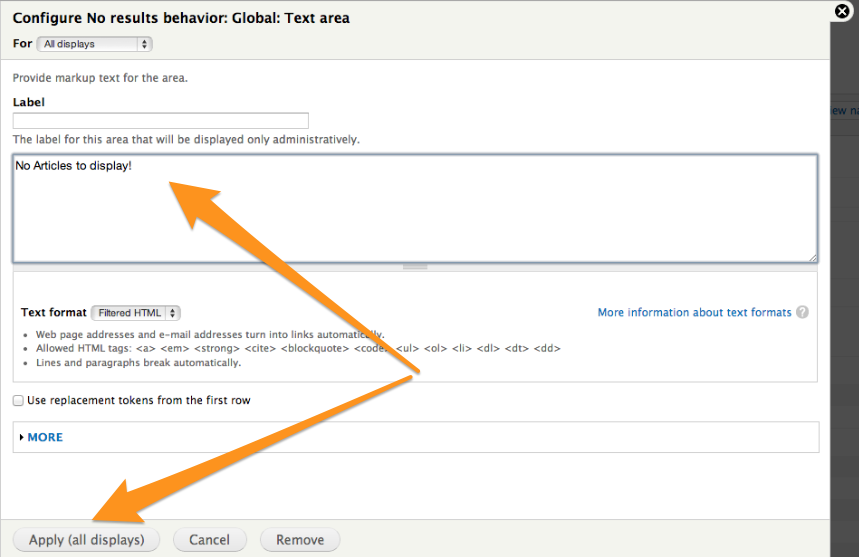 Configure No results behavior: Global: Text area
For All displays
Provide markup text for the area.
Label
The label for this area that will be displayed only administratively.
No Articles to display!
Text format Filtered HTML More information about text formats ?
Web page addresses and e-mail addresses turn into links automatically.
Allowed HTML tags: <a> <em> <strong> <cite> <blockquote> <code> <ul> <ol> <li> <dl> <dt> <dd>
Lines and paragraphs break automatically.
Use replacement tokens from the first row
MORE
Apply (all displays) Cancel Remove